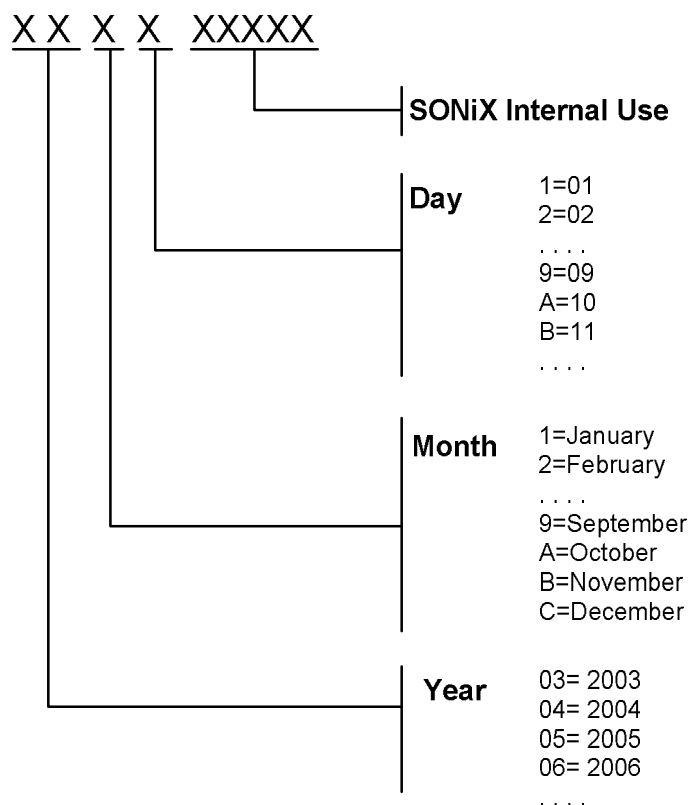 X X X X XXXXX
SONiX Internal Use
Day
1=01
2=02
. . . .
9=09
A=10
B=11
. . . .
Month
1=January
2=February
. . . .
9=September
A=October
B=November
C=December
Year
03= 2003
04= 2004
05= 2005
06= 2006
. . . .